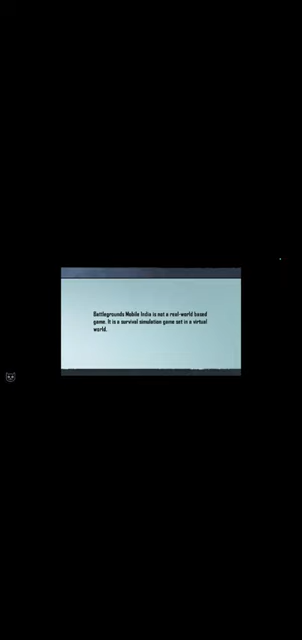 Battlegrounds Mobile India is not a real-world based
game. It is a survival simulation game set in a virtual
world.